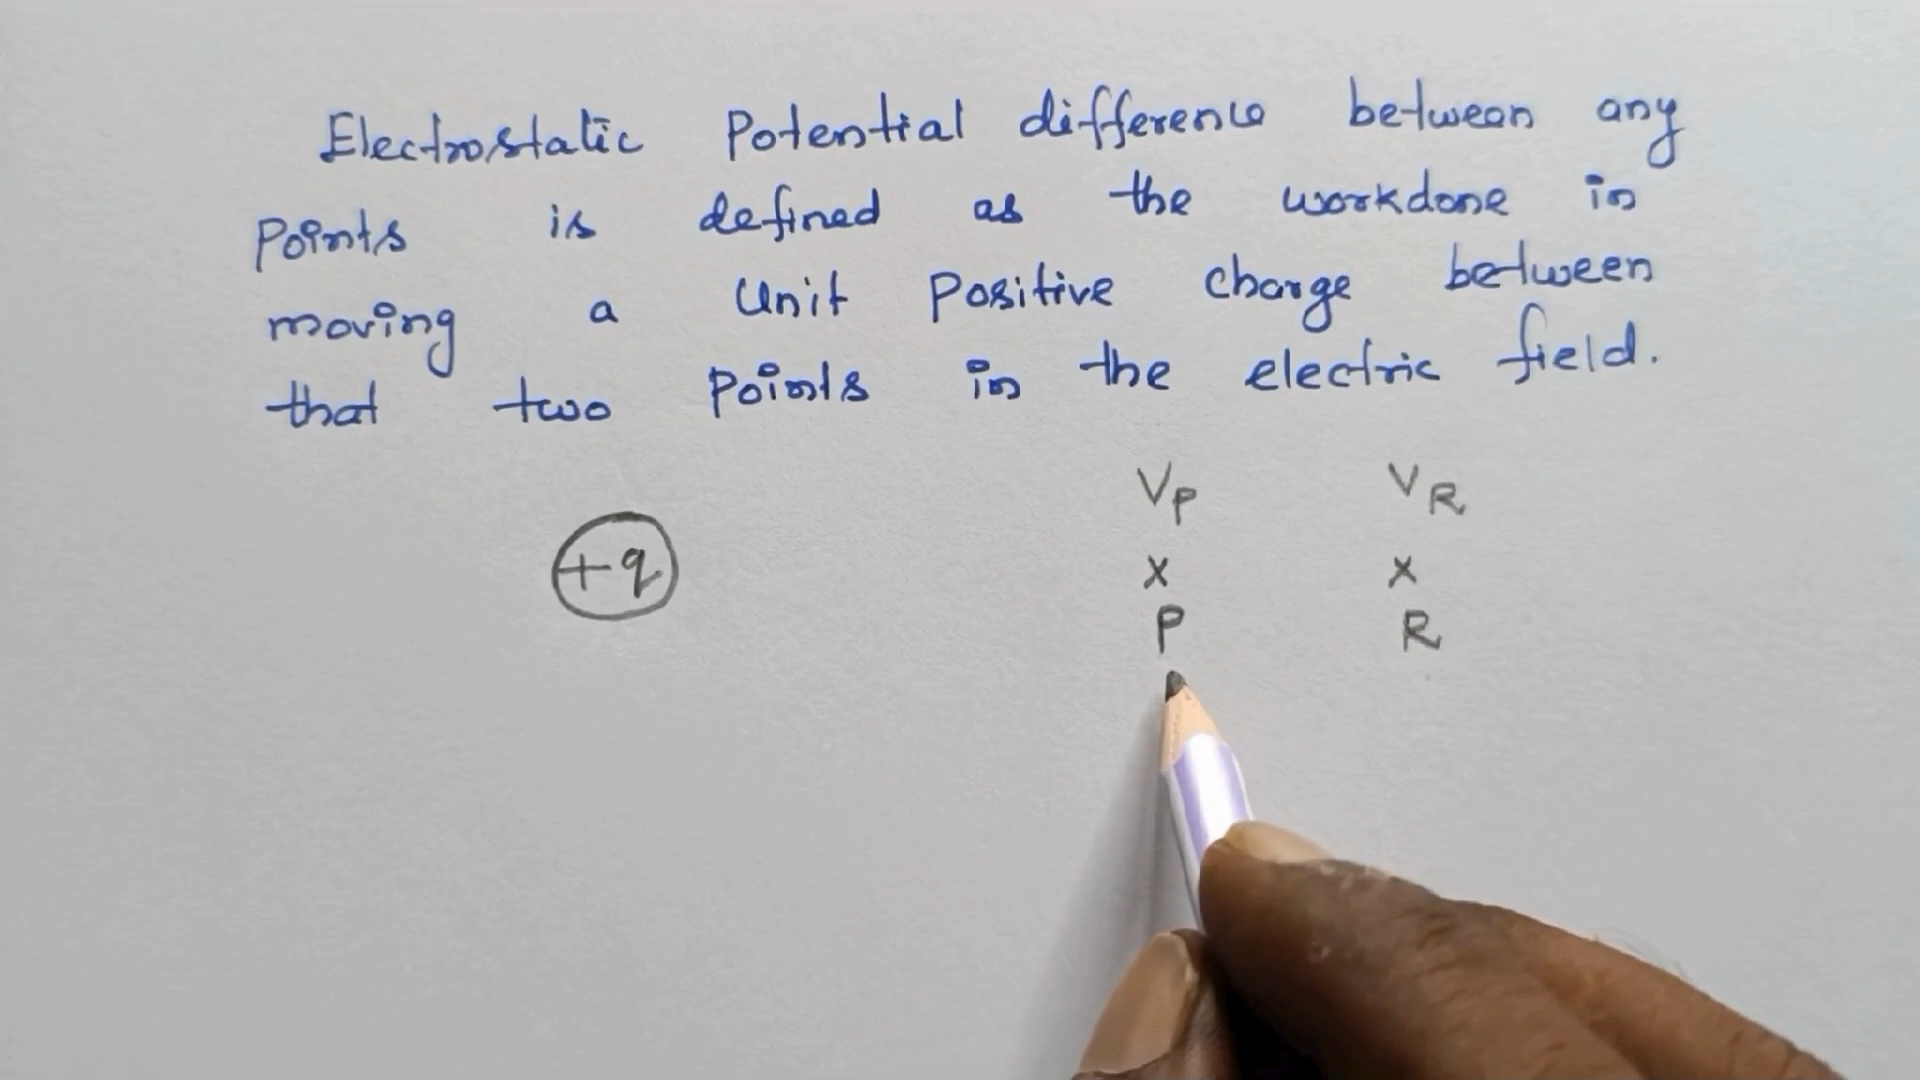 Electrostatic Potential difference between any
Points is defined as the workdone in
moving a Unit Positive charge between
that two Points in the electric field.
VP VR
+q x x
P R